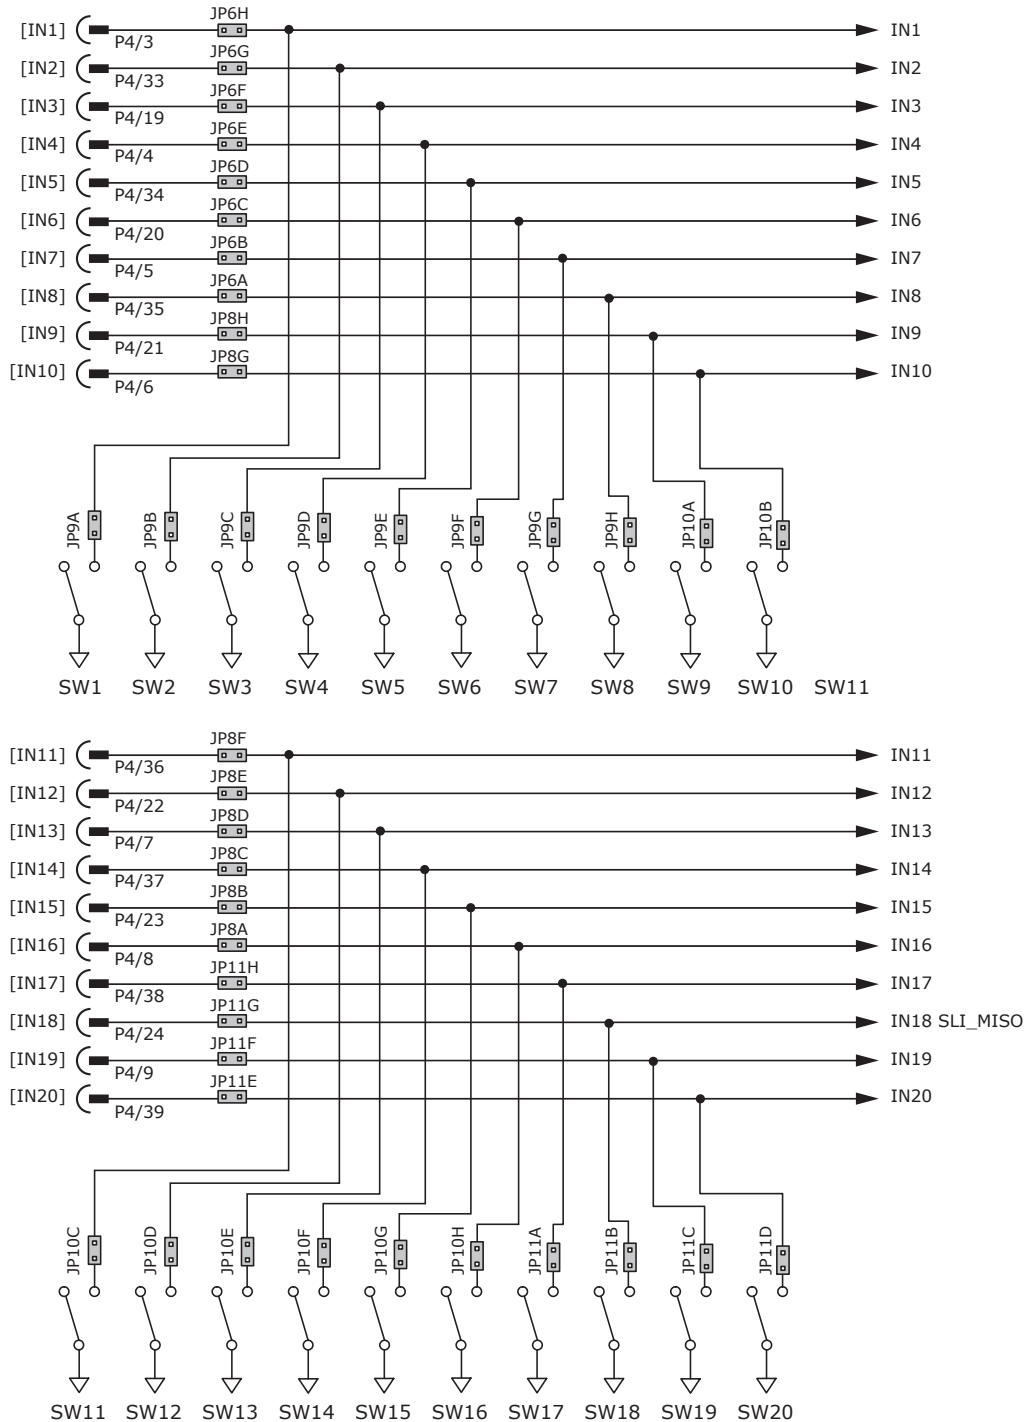 JP6H
[IN1] P4/3 IN1
JP6G
[IN2] P4/33 IN2
JP6F
[IN3] P4/19 IN3
JP6E
[IN4] P4/4 IN4
JP6D
[IN5] P4/34 IN5
JP6C
[IN6] P4/20 IN6
JP6B
[IN7] P4/5 IN7
JP6A
[IN8] P4/35 IN8
JP8H
[IN9] P4/21 IN9
JP8G
[IN10] P4/6 IN10
JP9A JP9B JP9C JP9D JP9E JP9F JP9G JP9H JP10A JP10B
SW1 SW2 SW3 SW4 SW5 SW6 SW7 SW8 SW9 SW10 SW11
JP8F
[IN11] P4/36 IN11
JP8E
[IN12] P4/22 IN12
JP8D
[IN13] P4/7 IN13
JP8C
[IN14] P4/37 IN14
JP8B
[IN15] P4/23 IN15
JP8A
[IN16] P4/8 IN16
JP11H
[IN17] P4/38 IN17
JP11G
[IN18] P4/24 IN18 SLI_MISO
JP11F
[IN19] P4/9 IN19
JP11E
[IN20] P4/39 IN20
JP10C JP10D JP10E JP10F JP10G JP10H JP11A JP11B JP11C JP11D
SW11 SW12 SW13 SW14 SW15 SW16 SW17 SW18 SW19 SW20